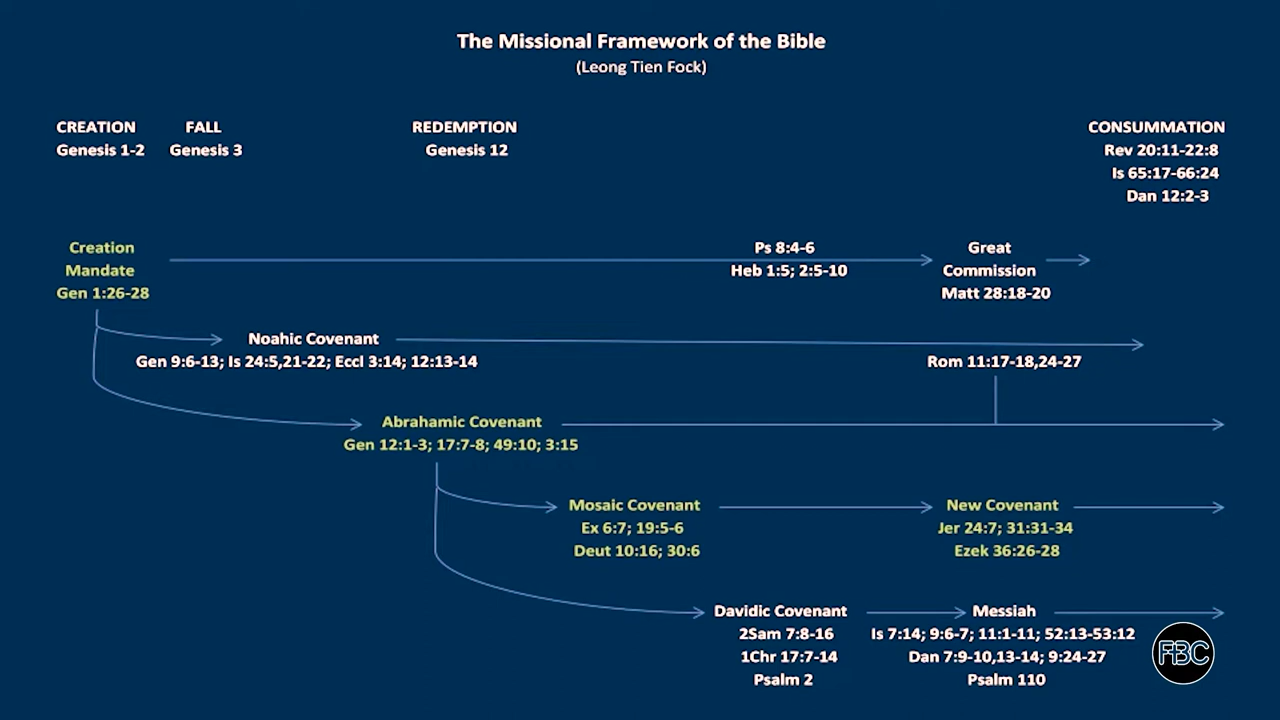 The Missional Framework of the Bible
(Leong Tien Fock)
CREATION
Genesis 1-2
FALL
Genesis 3
REDEMPTION
Genesis 12
CONSUMMATION
Rev 20:11-22:8
Is 65:17-66:24
Dan 12:2-3
Creation
Mandate
Gen 1:26-28
Ps 8:4-6
Heb 1:5; 2:5-10
Great
Commission
Matt 28:18-20
Noahic Covenant
Gen 9:6-13; Is 24:5,21-22; Eccl 3:14; 12:13-14
Rom 11:17-18,24-27
Abrahamic Covenant
Gen 12:1-3; 17:7-8; 49:10; 3:15
Mosaic Covenant
Ex 6:7; 19:5-6
Deut 10:16; 30:6
New Covenant
Jer 24:7; 31:31-34
Ezek 36:26-28
Davidic Covenant
2Sam 7:8-16
1Chr 17:7-14
Psalm 2
Messiah
Is 7:14; 9:6-7; 11:1-11; 52:13-53:12
Dan 7:9-10,13-14; 9:24-27
Psalm 110
FBC